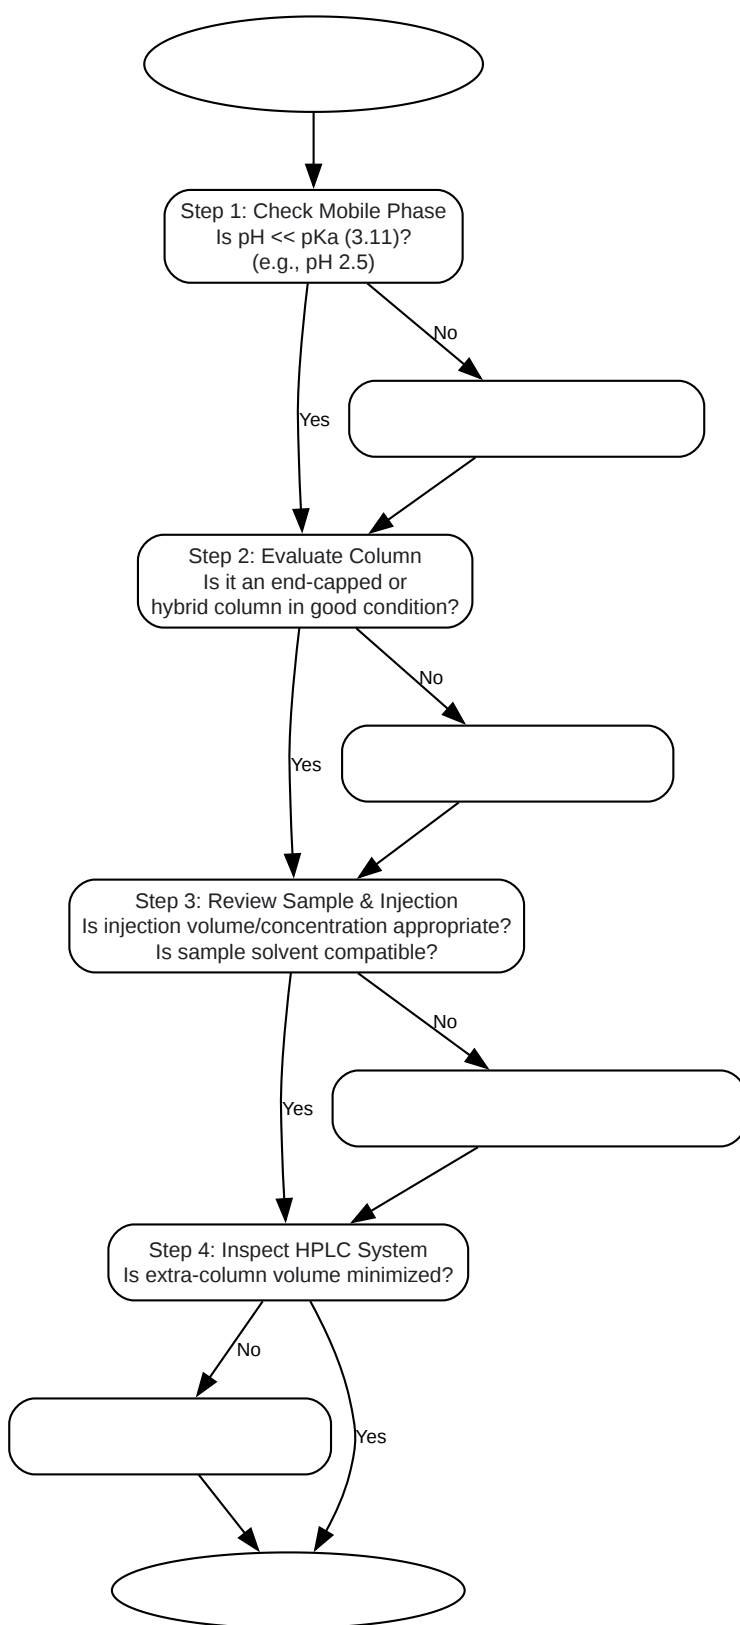 Step 1: Check Mobile Phase
Is pH << pKa (3.11)?
(e.g., pH 2.5)
No
Yes
Step 2: Evaluate Column
Is it an end-capped or
hybrid column in good condition?
No
Yes
Step 3: Review Sample & Injection
Is injection volume/concentration appropriate?
Is sample solvent compatible?
No
Yes
Step 4: Inspect HPLC System
Is extra-column volume minimized?
No
Yes